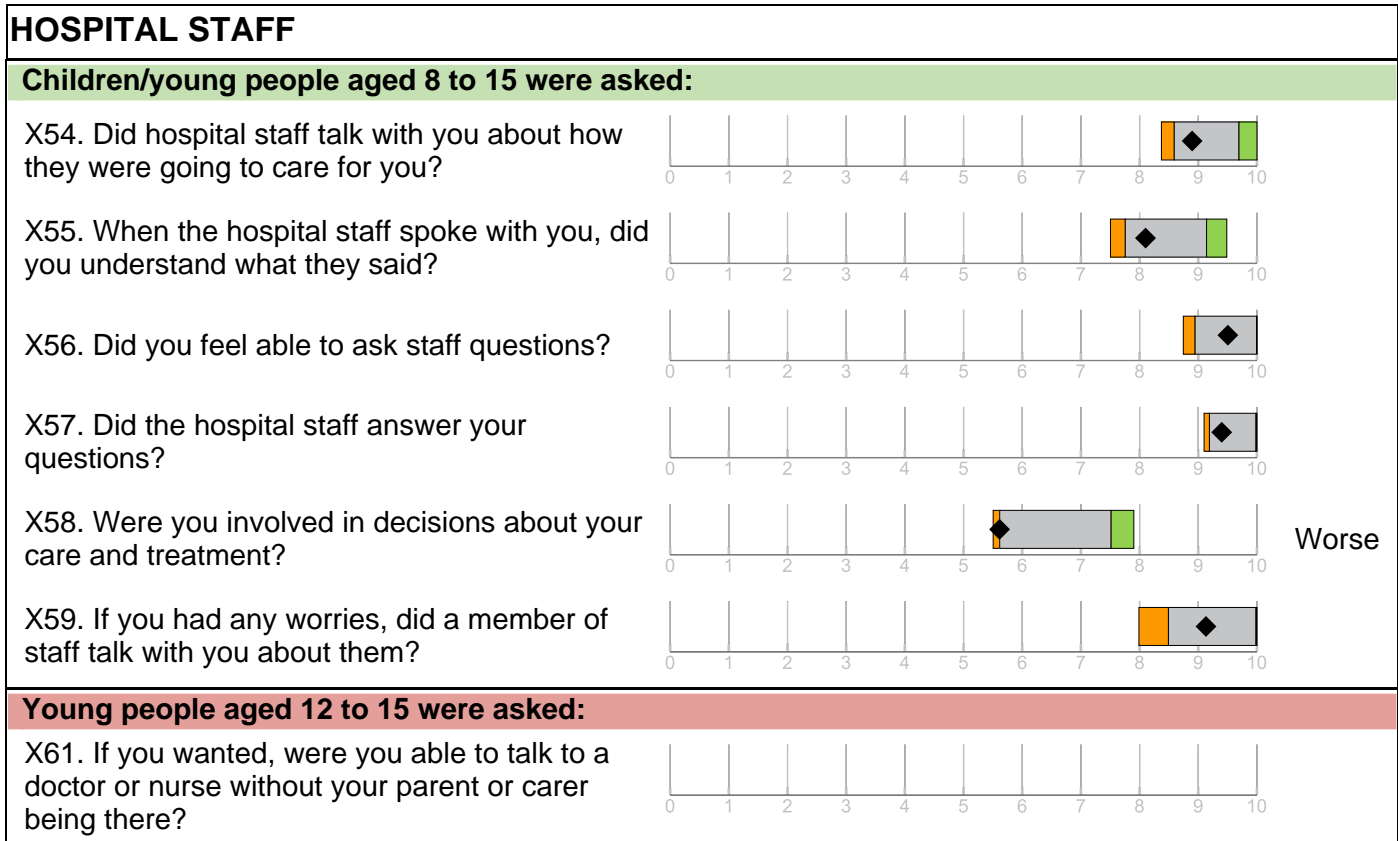 HOSPITAL STAFF
Children/young people aged 8 to 15 were asked:
X54. Did hospital staff talk with you about how
they were going to care for you?
0 1 2 3 4 5 6 7 8 9 10
X55. When the hospital staff spoke with you, did
you understand what they said?
0 1 2 3 4 5 6 7 8 9 10
X56. Did you feel able to ask staff questions?
0 1 2 3 4 5 6 7 8 9 10
X57. Did the hospital staff answer your
questions?
0 1 2 3 4 5 6 7 8 9 10
X58. Were you involved in decisions about your
care and treatment?
0 1 2 3 4 5 6 7 8 9 10
Worse
X59. If you had any worries, did a member of
staff talk with you about them?
0 1 2 3 4 5 6 7 8 9 10
Young people aged 12 to 15 were asked:
X61. If you wanted, were you able to talk to a
doctor or nurse without your parent or carer
being there?
0 1 2 3 4 5 6 7 8 9 10